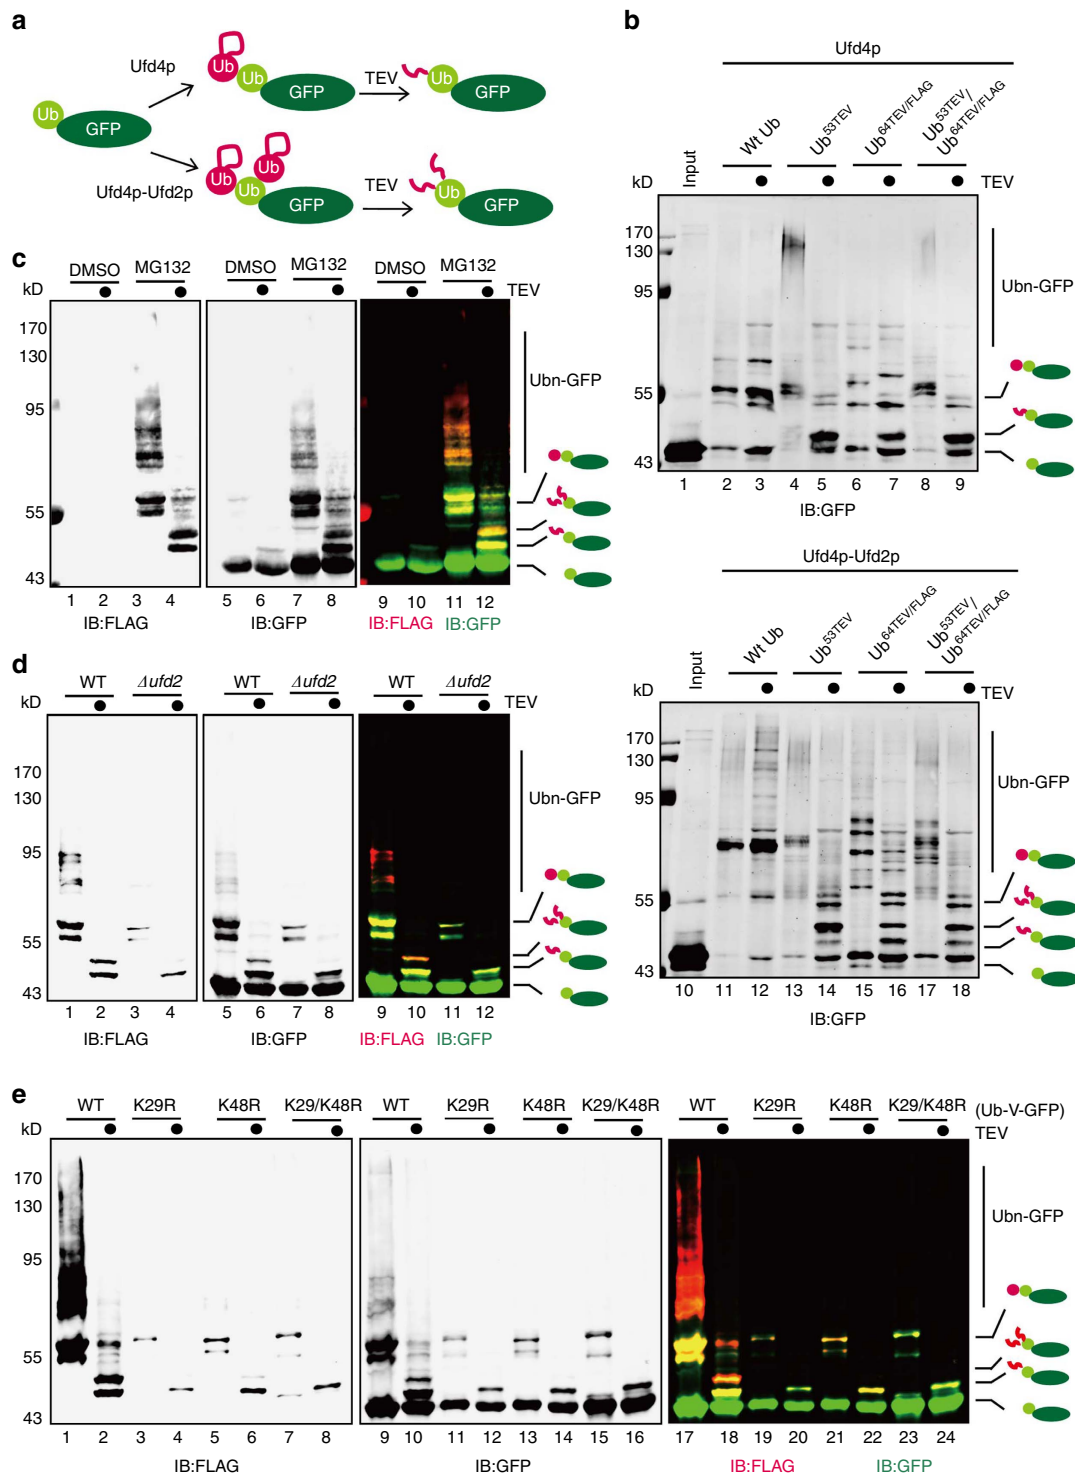 a
Ufd4p
Ub
Ub
GFP
TEV
Ub
GFP
Ub
GFP
Ufd4p-Ufd2p
Ub
Ub
Ub
GFP
TEV
Ub
GFP
b
Ufd4p
Input
Wt Ub
Ub53TEV
Ub64TEV/FLAG
Ub53TEV/
Ub64TEV/FLAG
kD
TEV
170
130
95
55
43
Ubn-GFP
1 2 3 4 5 6 7 8 9
IB:GFP
Ufd4p-Ufd2p
Input
Wt Ub
Ub53TEV
Ub64TEV/FLAG
Ub53TEV/
Ub64TEV/FLAG
kD
TEV
170
130
95
55
43
Ubn-GFP
10 11 12 13 14 15 16 17 18
IB:GFP
c
DMSO MG132 DMSO MG132 DMSO MG132
kD
TEV
170
130
95
55
43
Ubn-GFP
1 2 3 4 5 6 7 8 9 10 11 12
IB:FLAG IB:GFP IB:FLAG IB:GFP
d
WT Δufd2 WT Δufd2 WT Δufd2
kD
TEV
170
130
95
55
43
Ubn-GFP
1 2 3 4 5 6 7 8 9 10 11 12
IB:FLAG IB:GFP IB:FLAG IB:GFP
e
WT K29R K48R K29/K48R WT K29R K48R K29/K48R WT K29R K48R K29/K48R (Ub-V-GFP)
kD
TEV
170
130
95
55
43
Ubn-GFP
1 2 3 4 5 6 7 8 9 10 11 12 13 14 15 16 17 18 19 20 21 22 23 24
IB:FLAG IB:GFP IB:FLAG IB:GFP